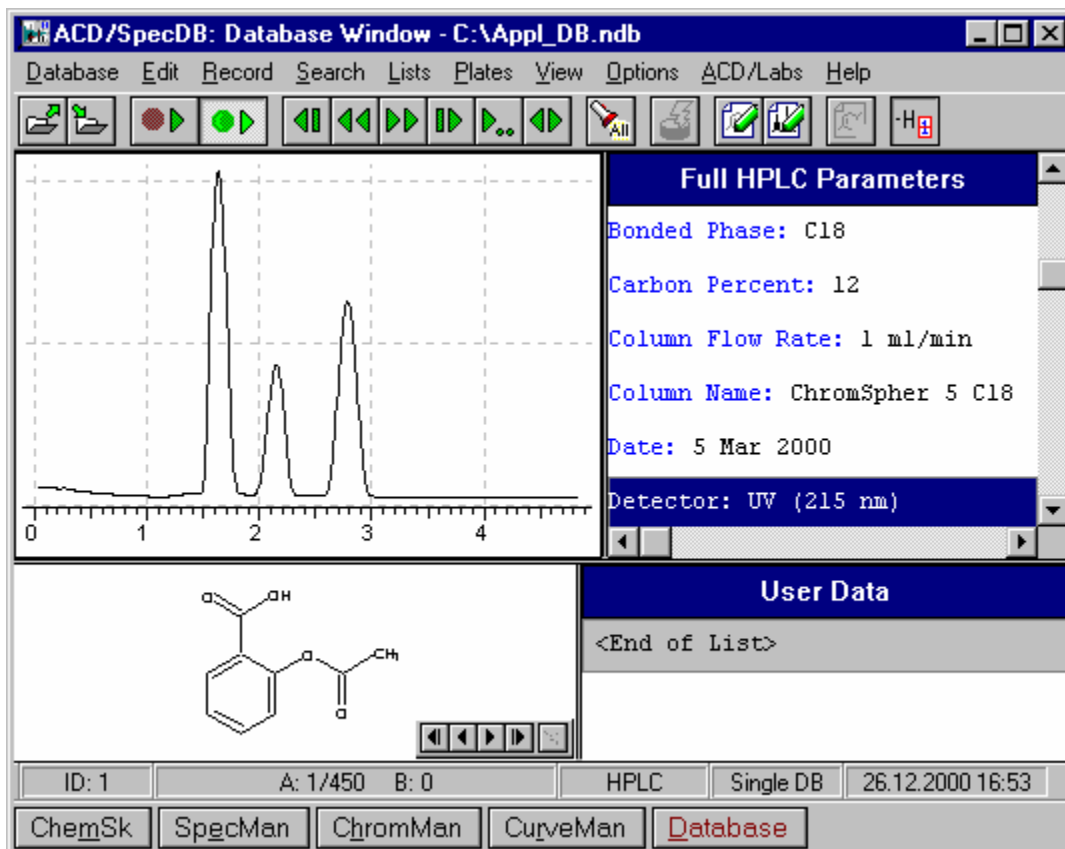 ACD/SpecDB: Database Window - C:\Appl_DB.ndb
Database Edit Record Search Lists Plates View Options ACD/Labs Help
All
-H 1
0 1 2 3 4
Full HPLC Parameters
Bonded Phase: C18
Carbon Percent: 12
Column Flow Rate: 1 ml/min
Column Name: ChromSpher 5 C18
Date: 5 Mar 2000
Detector: UV (215 nm)
O OH
O CH3
O
User Data
<End of List>
ID: 1 A: 1/450 B: 0 HPLC Single DB 26.12.2000 16:53
ChemSk SpecMan ChromMan CurveMan Database